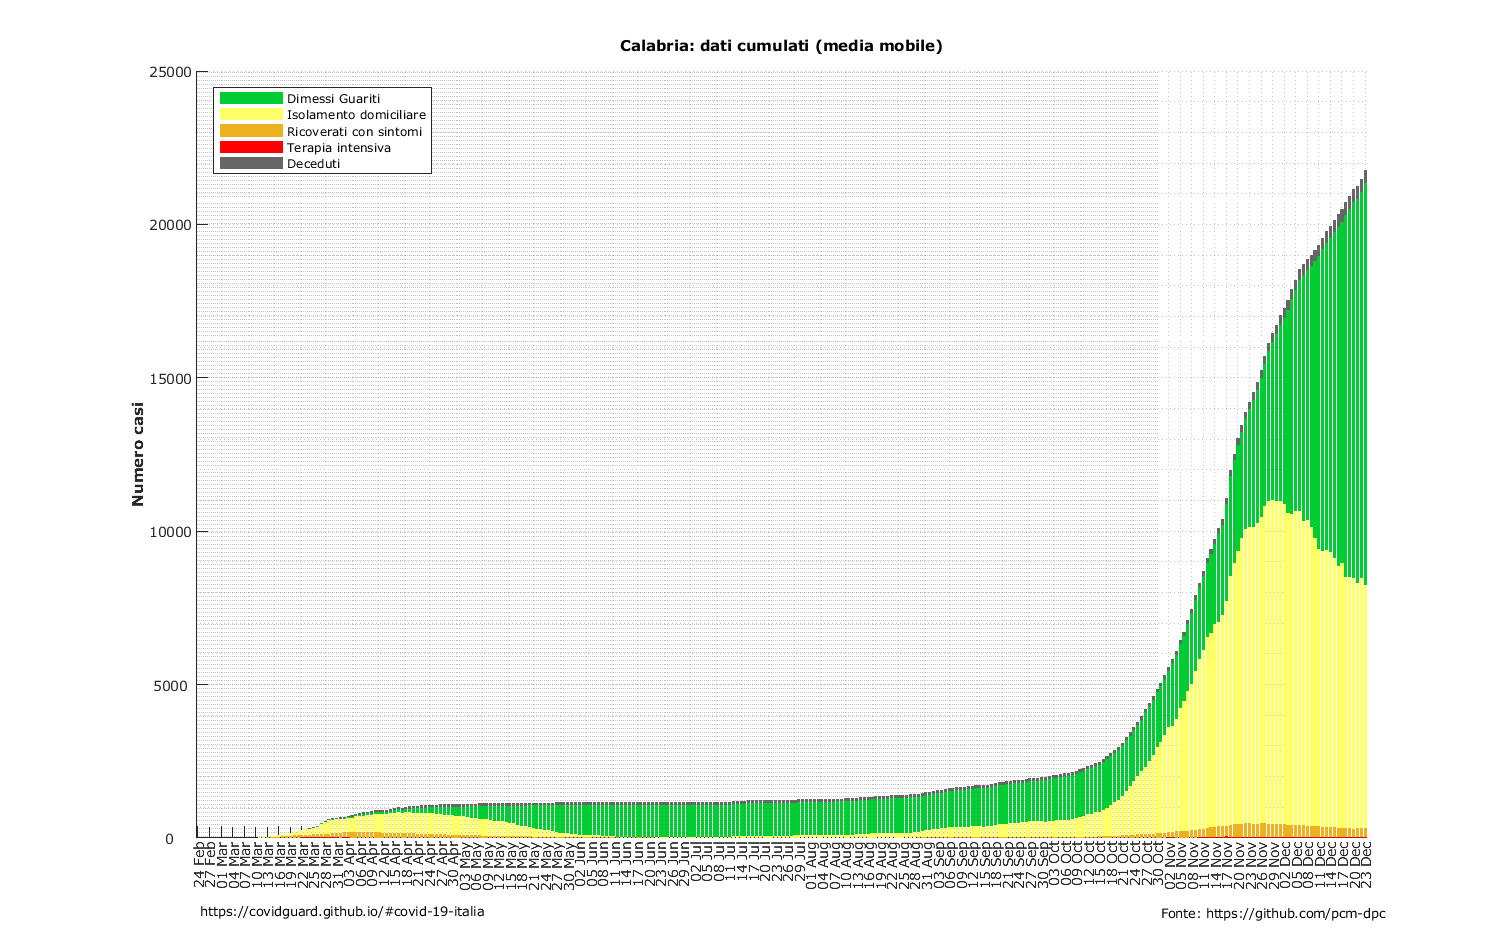 Calabria: dati cumulati (media mobile)
25000
20000
15000
10000
5000
0
Numero casi
Dimessi Guariti
Isolamento domiciliare
Ricoverati con sintomi
Terapia intensiva
Deceduti
24 Feb
27 Feb
01 Mar
04 Mar
07 Mar
10 Mar
13 Mar
16 Mar
19 Mar
22 Mar
25 Mar
28 Mar
31 Mar
03 Apr
06 Apr
09 Apr
12 Apr
15 Apr
18 Apr
21 Apr
24 Apr
27 Apr
30 Apr
03 May
06 May
09 May
12 May
15 May
18 May
21 May
24 May
27 May
30 May
02 Jun
05 Jun
08 Jun
11 Jun
14 Jun
17 Jun
20 Jun
23 Jun
26 Jun
29 Jun
02 Jul
05 Jul
08 Jul
11 Jul
14 Jul
17 Jul
20 Jul
23 Jul
26 Jul
29 Jul
01 Aug
04 Aug
07 Aug
10 Aug
13 Aug
16 Aug
19 Aug
22 Aug
25 Aug
28 Aug
31 Aug
03 Sep
06 Sep
09 Sep
12 Sep
15 Sep
18 Sep
21 Sep
24 Sep
27 Sep
30 Sep
03 Oct
06 Oct
09 Oct
12 Oct
15 Oct
18 Oct
21 Oct
24 Oct
27 Oct
30 Oct
02 Nov
05 Nov
08 Nov
11 Nov
14 Nov
17 Nov
20 Nov
23 Nov
26 Nov
29 Nov
02 Dec
05 Dec
08 Dec
11 Dec
14 Dec
17 Dec
20 Dec
23 Dec
https://covidguard.github.io/#covid-19-italia
Fonte: https://github.com/pcm-dpc